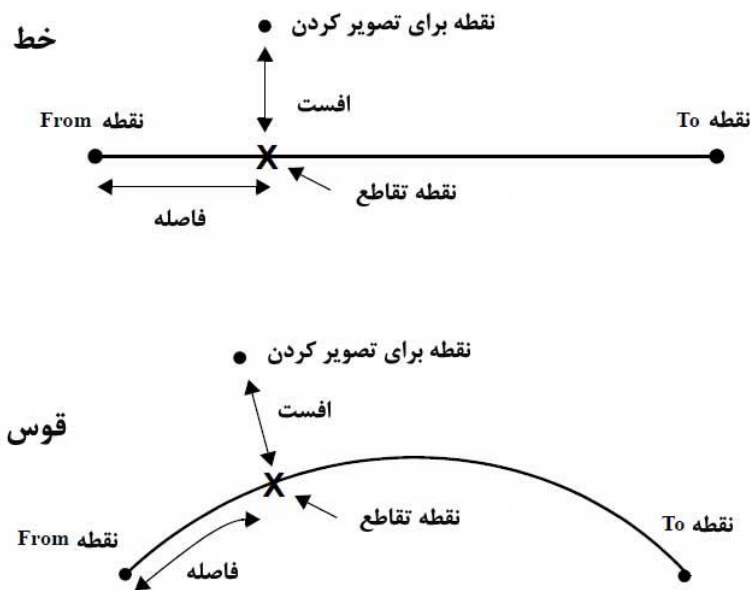 خط
نقطه برای تصویر کردن
افست
نقطه From
نقطه To
نقطه تقاطع
فاصله
نقطه برای تصویر کردن
افست
قوس
نقطه تقاطع
نقطه From
نقطه To
فاصله